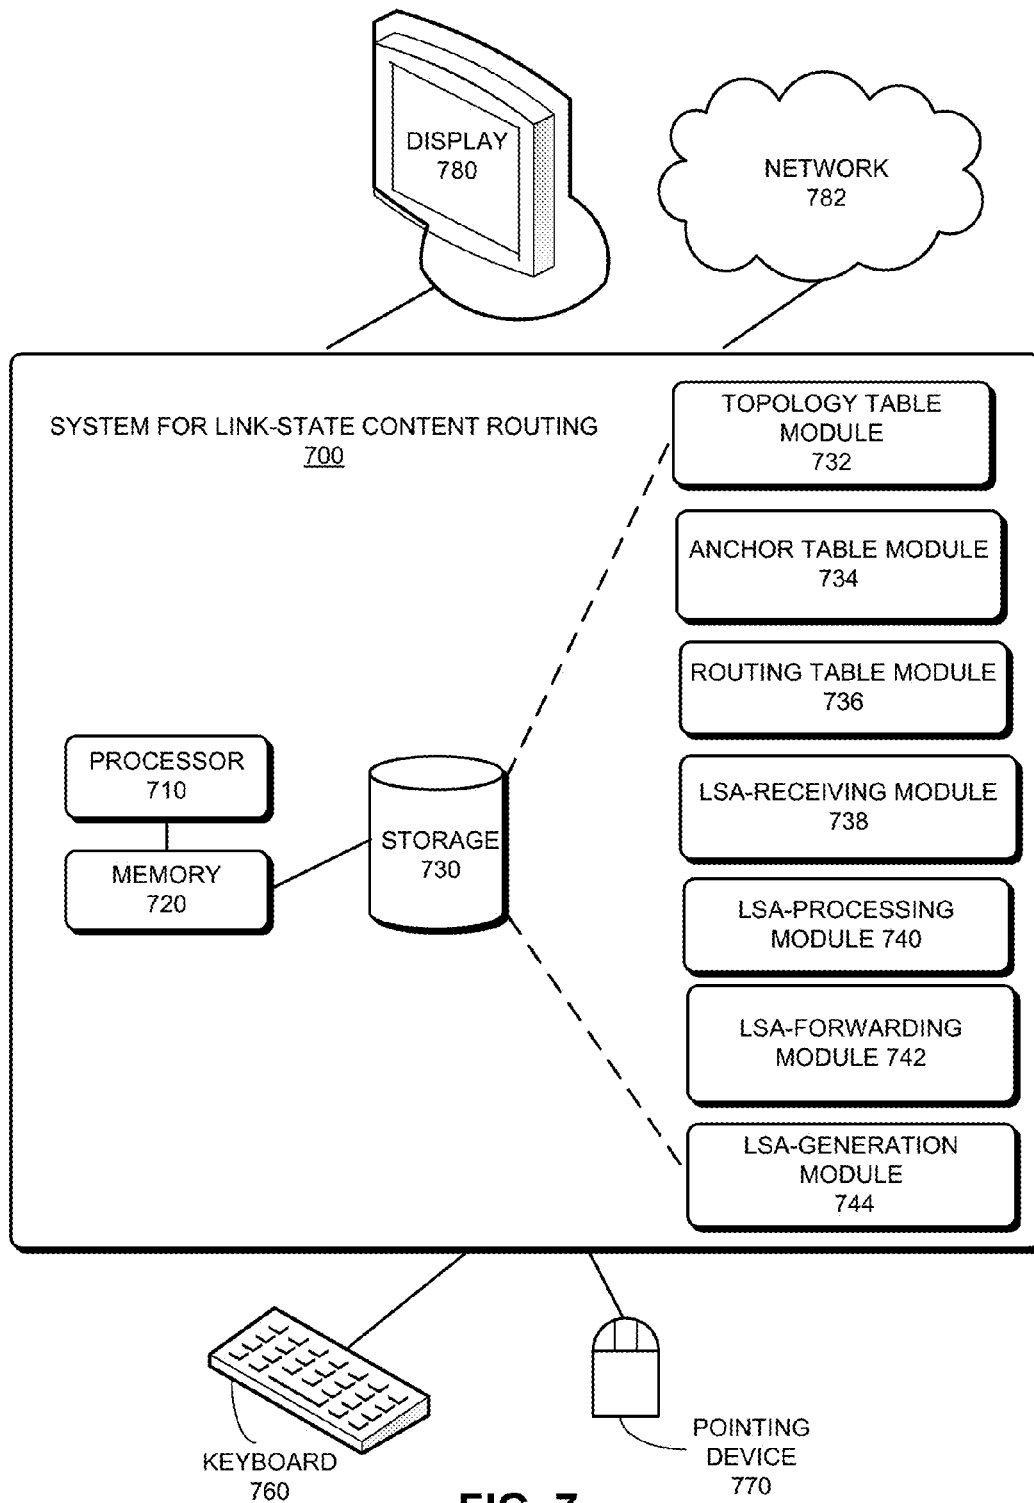 DISPLAY
780
NETWORK
782
SYSTEM FOR LINK-STATE CONTENT ROUTING
700
TOPOLOGY TABLE
MODULE
732
ANCHOR TABLE MODULE
734
ROUTING TABLE MODULE
736
LSA-RECEIVING MODULE
738
LSA-PROCESSING
MODULE 740
LSA-FORWARDING
MODULE 742
LSA-GENERATION
MODULE
744
PROCESSOR
710
MEMORY
720
STORAGE
730
KEYBOARD
760
POINTING
DEVICE
770
FIG. 7